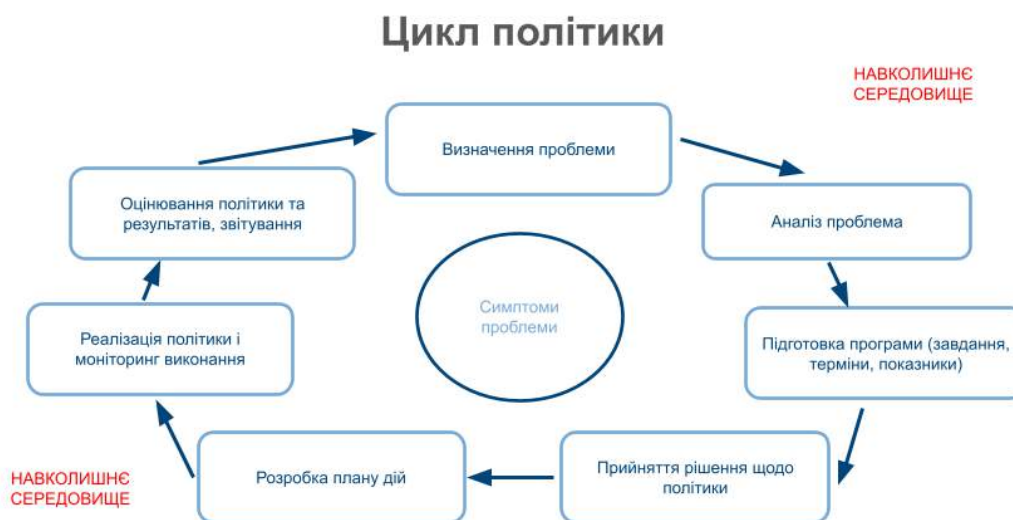 Цикл політики
НАВКОЛИШНЄ
СЕРЕДОВИЩЕ
Визначення проблеми
Аналіз проблема
Підготовка програми (завдання,
терміни, показники)
Прийняття рішення щодо
політики
Розробка плану дій
Реалізація політики і
моніторинг виконання
Оцінювання політики та
результатів, звітування
Симптоми
проблеми
НАВКОЛИШНЄ
СЕРЕДОВИЩЕ